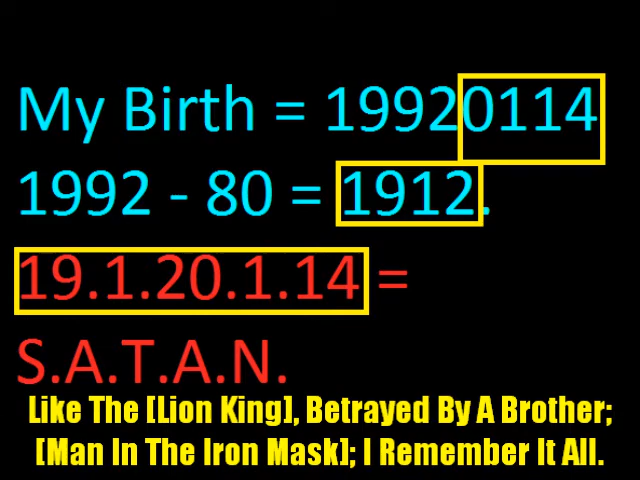 My Birth = 19920114
1992 - 80 = 1912.
19.1.20.1.14 =
S.A.T.A.N.
Like The [Lion King], Betrayed By A Brother;
[Man In The Iron Mask]; I Remember It All.